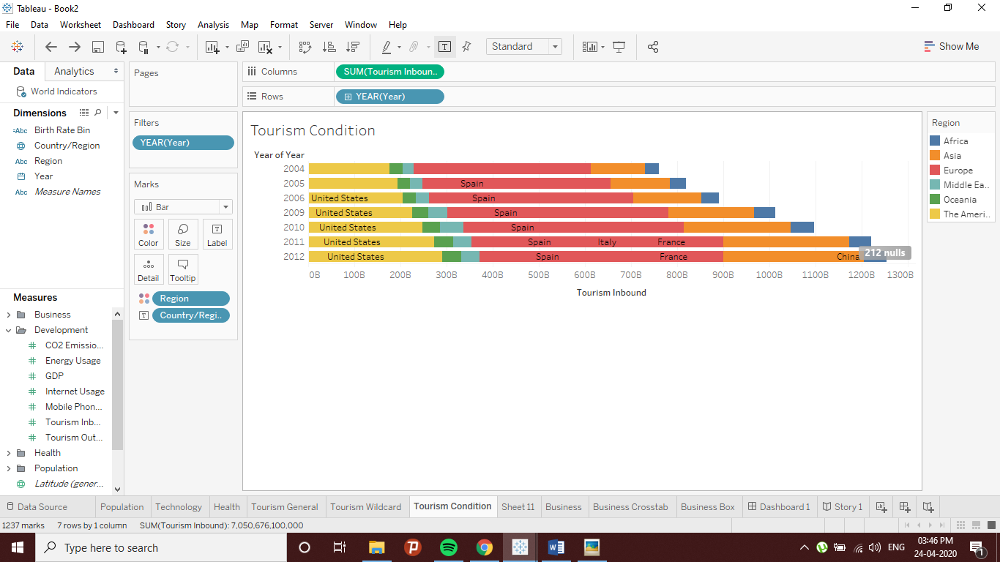 Tableau - Book2
File Data Worksheet Dashboard Story Analysis Map Format Server Window Help
Standard
Show Me
Data Analytics
World Indicators
Dimensions
Abc Birth Rate Bin
Country/Region
Abc Region
Year
Abc Measure Names
Measures
Business
Development
CO2 Emissio...
Energy Usage
GDP
Internet Usage
Mobile Phon...
Tourism Inb...
Tourism Out...
Health
Population
Latitude (gener...
Pages
Filters
YEAR(Year)
Marks
Bar
Color Size Label
Detail Tooltip
Region
Country/Regi..
Columns SUM(Tourism Inboun..
Rows YEAR(Year)
Tourism Condition
Year of Year
2004
2005 Spain
2006 United States Spain
2009 United States Spain
2010 United States Spain
2011 United States Spain Italy France
2012 United States Spain France China
212 nulls
0B 100B 200B 300B 400B 500B 600B 700B 800B 900B 1000B 1100B 1200B 1300B
Tourism Inbound
Region
Africa
Asia
Europe
Middle Ea..
Oceania
The Ameri..
Data Source Population Technology Health Tourism General Tourism Wildcard Tourism Condition Sheet 11 Business Business Crosstab Business Box Dashboard 1 Story 1
1237 marks 7 rows by 1 column SUM(Tourism Inbound): 7,050,676,100,000
Type here to search
ENG
03:46 PM
24-04-2020
1